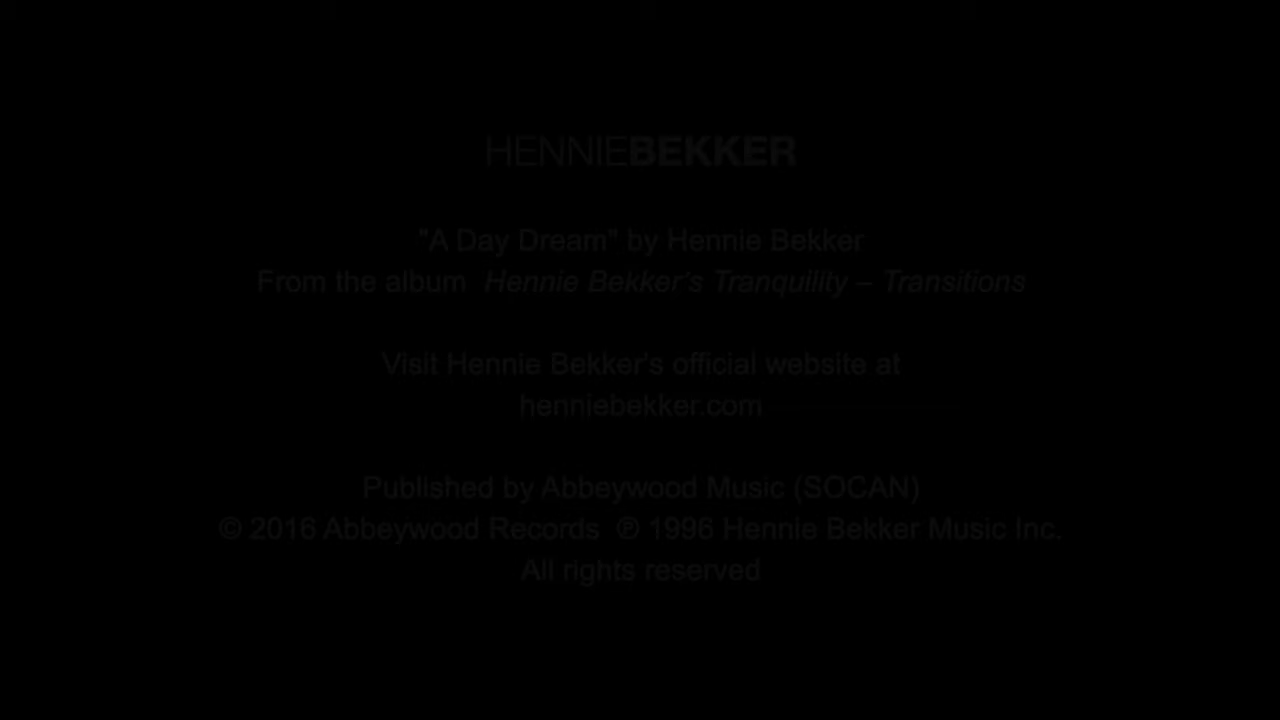 HENNIEBEKKER
"A Day Dream" by Hennie Bekker
From the album Hennie Bekker's Tranquility – Transitions
Visit Hennie Bekker's official website at
henniebekker.com
Published by Abbeywood Music (SOCAN)
© 2016 Abbeywood Records ℗ 1996 Hennie Bekker Music Inc.
All rights reserved